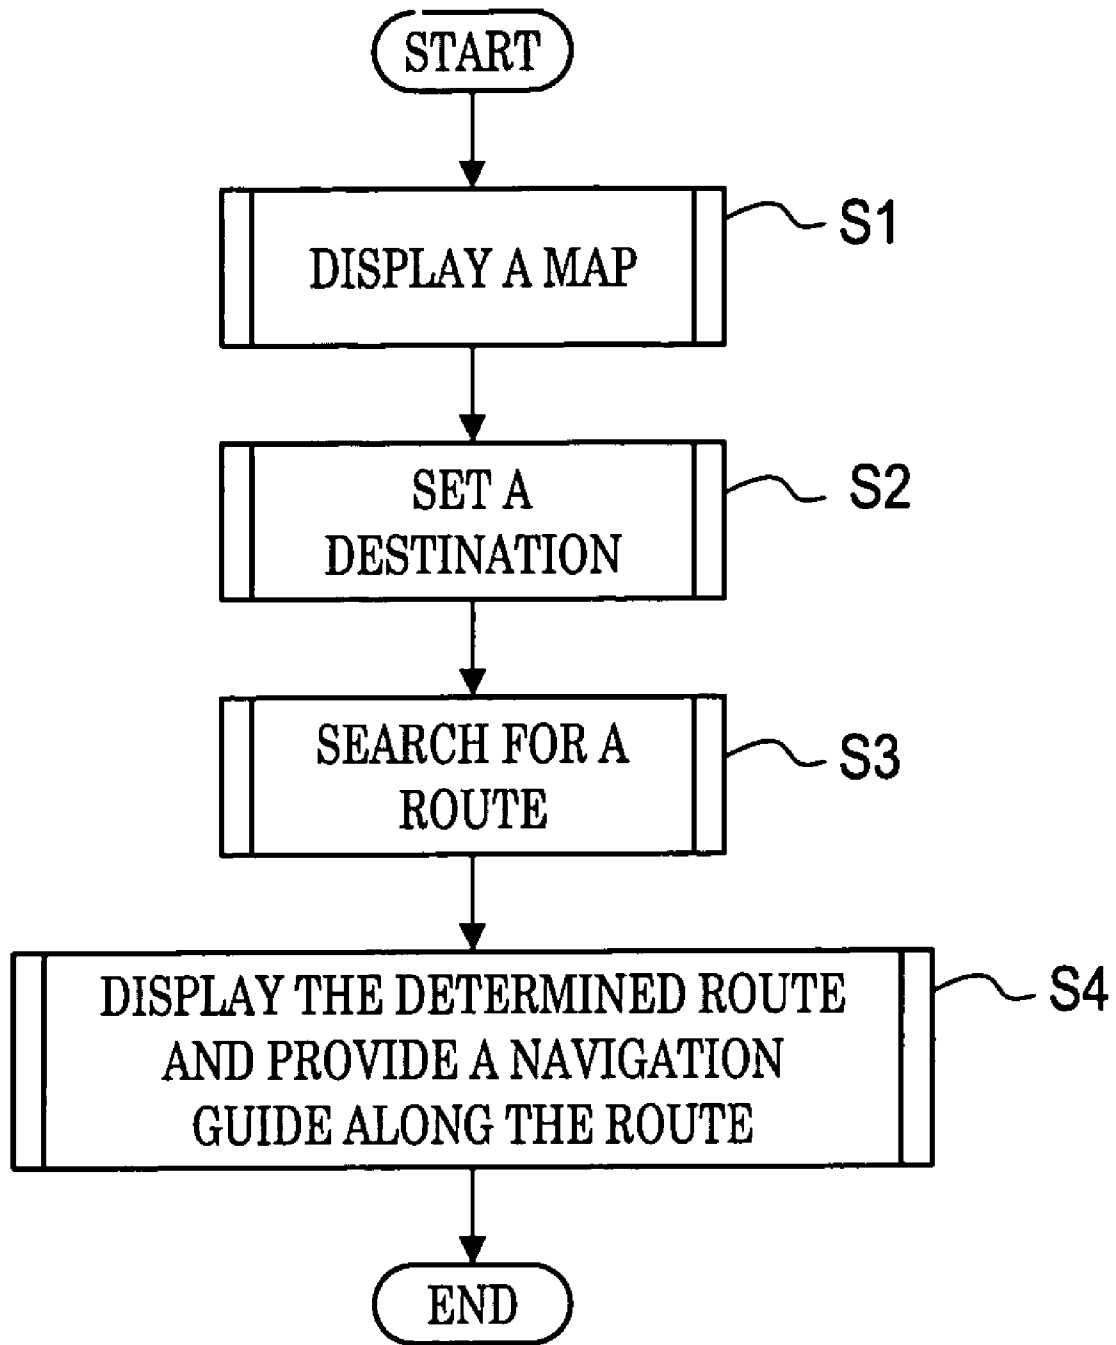 START
DISPLAY A MAP
S1
SET A
DESTINATION
S2
SEARCH FOR A
ROUTE
S3
DISPLAY THE DETERMINED ROUTE
AND PROVIDE A NAVIGATION
GUIDE ALONG THE ROUTE
S4
END